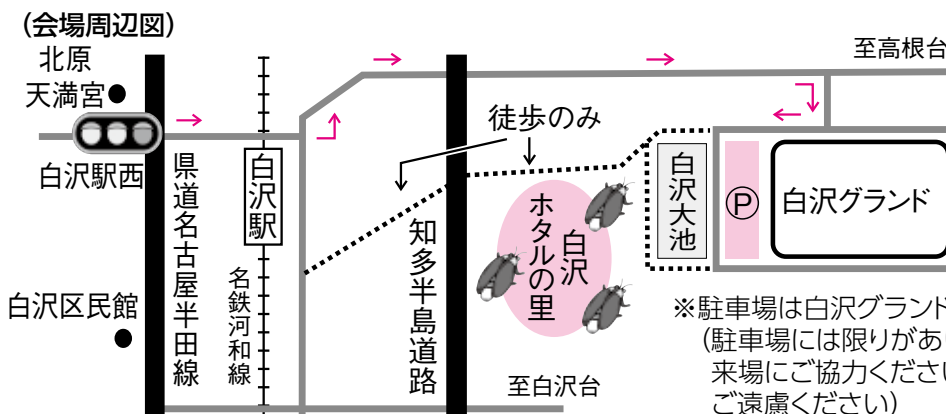 (会場周辺図)
北原
天満宮
白沢駅西
県道名古屋半田線
白沢駅
名鉄河和線
白沢区民館
徒歩のみ
知多半島道路
白沢
ホタルの里
白沢大池
P
白沢グランド
至高根台
至白沢台
※駐車場は白沢グランド
(駐車場には限りがあ
来場にご協力くださ
ご遠慮ください)